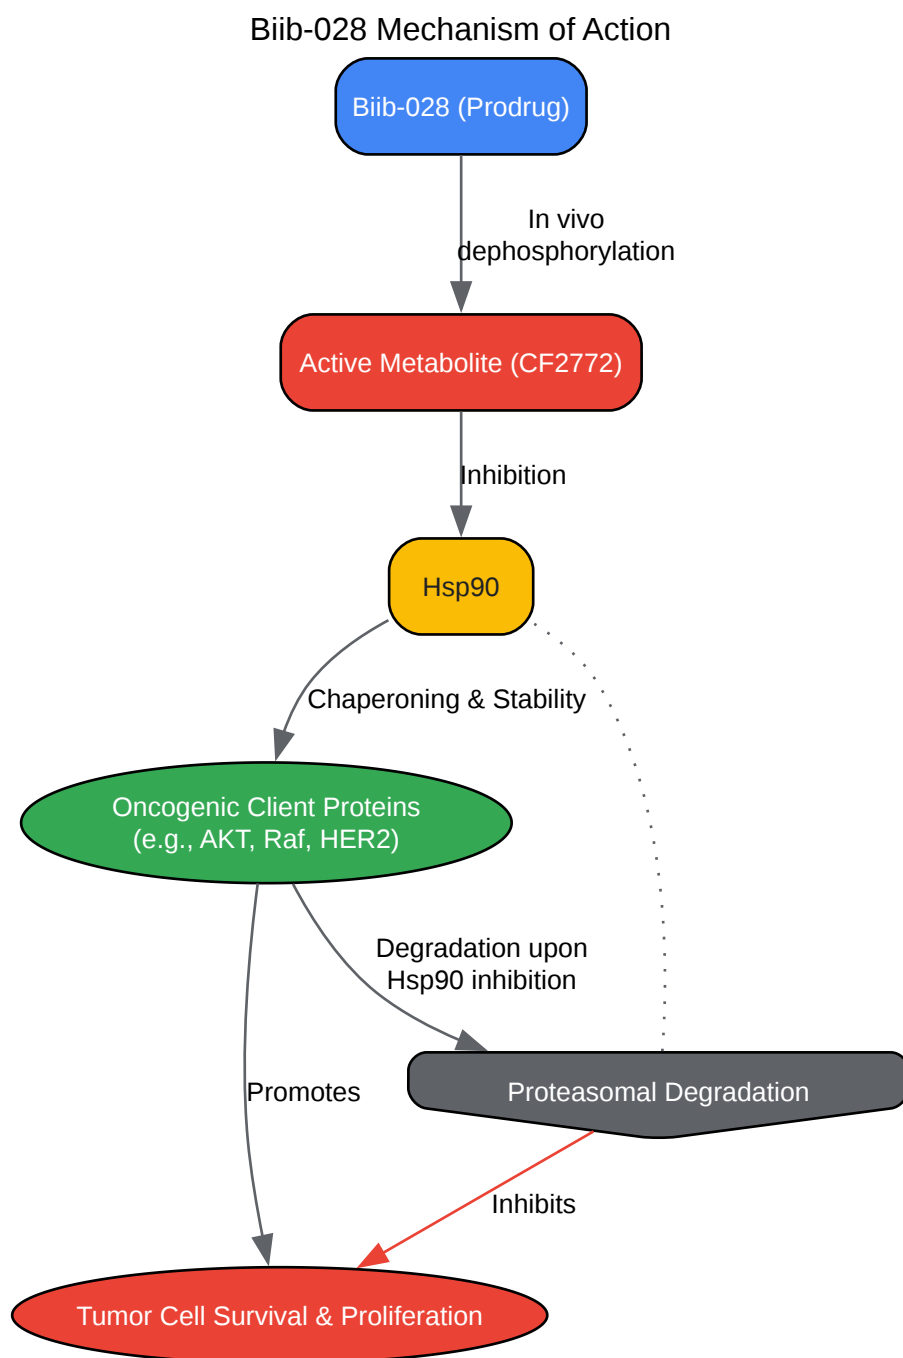 Biib-028 Mechanism of Action
Biib-028 (Prodrug)
In vivo
dephosphorylation
Active Metabolite (CF2772)
Inhibition
Hsp90
Chaperoning & Stability
Oncogenic Client Proteins
(e.g., AKT, Raf, HER2)
Degradation upon
Hsp90 inhibition
Promotes
Proteasomal Degradation
Inhibits
Tumor Cell Survival & Proliferation